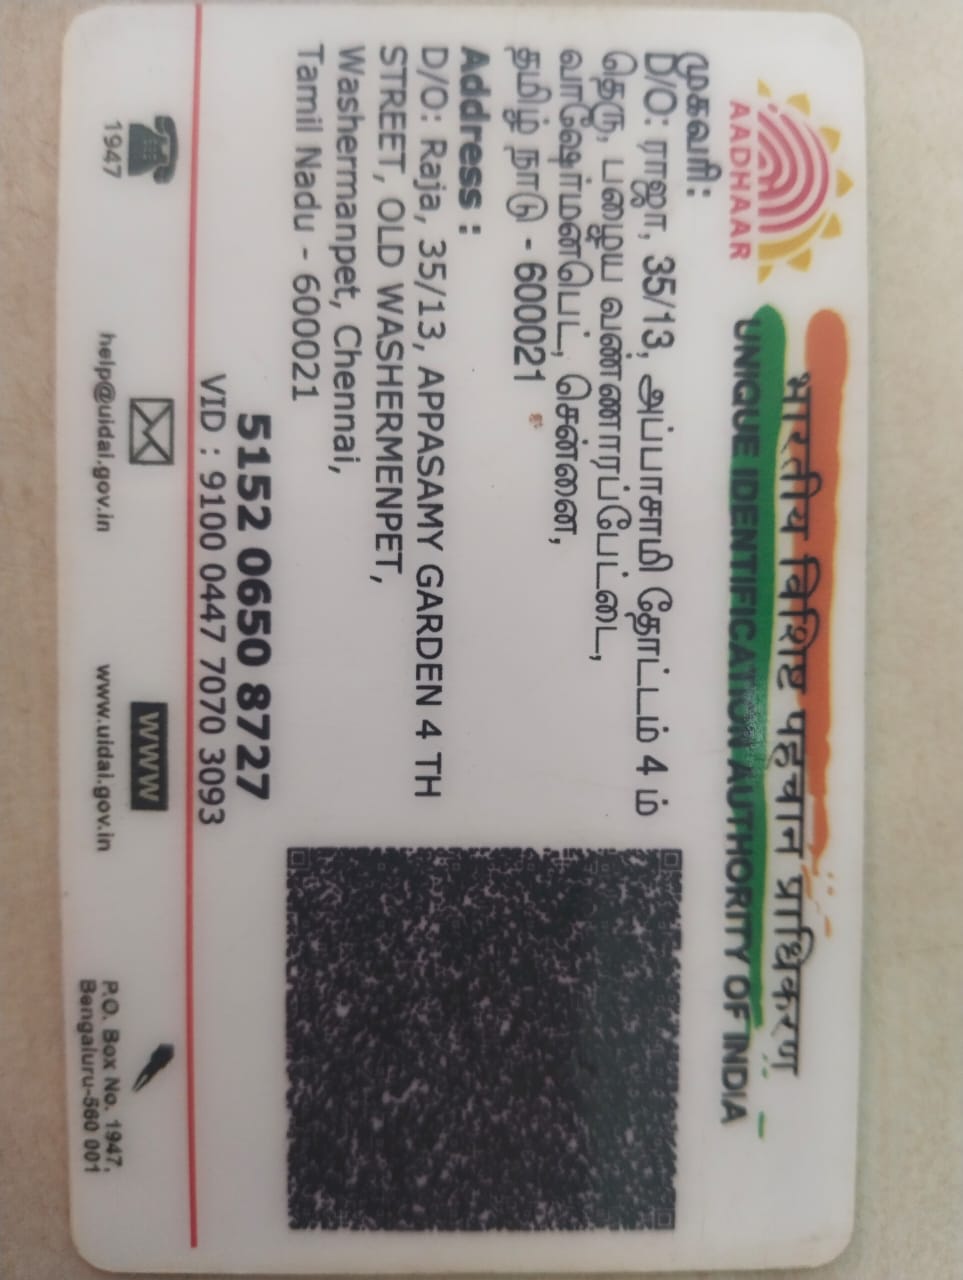 भारतीय विशिष्ट पहचान प्राधिकरण
UNIQUE IDENTIFICATION AUTHORITY OF INDIA
AADHAAR
முகவரி:
D/O: ராஜா, 35/13, அப்பாசாமி தோட்டம் 4 ம்
தெரு, பழைய வண்ணாரப்பேட்டை,
வாஷேர்மன்பெட், சென்னை,
தமிழ் நாடு - 600021
Address :
D/O: Raja, 35/13, APPASAMY GARDEN 4 TH
STREET, OLD WASHERMENPET,
Washermanpet, Chennai,
Tamil Nadu - 600021
5152 0650 8727
VID : 9100 0447 7070 3093
1947
help@uidai.gov.in
WWW
www.uidai.gov.in
P.O. Box No. 1947,
Bengaluru-560 001